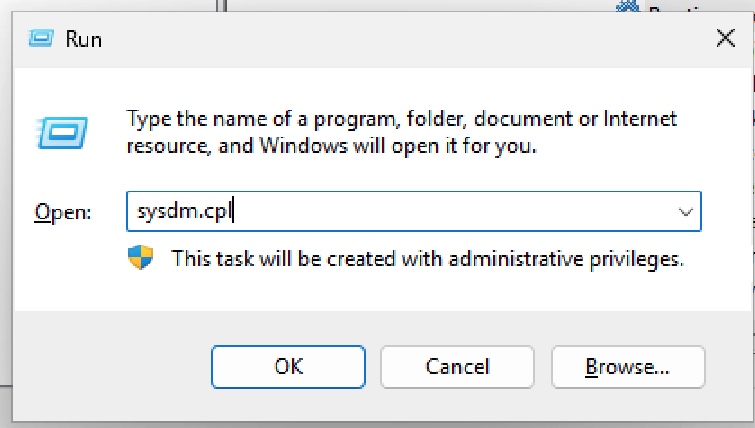 Run
Type the name of a program, folder, document or Internet
resource, and Windows will open it for you.
Open:
sysdm.cpl
This task will be created with administrative privileges.
OK
Cancel
Browse...